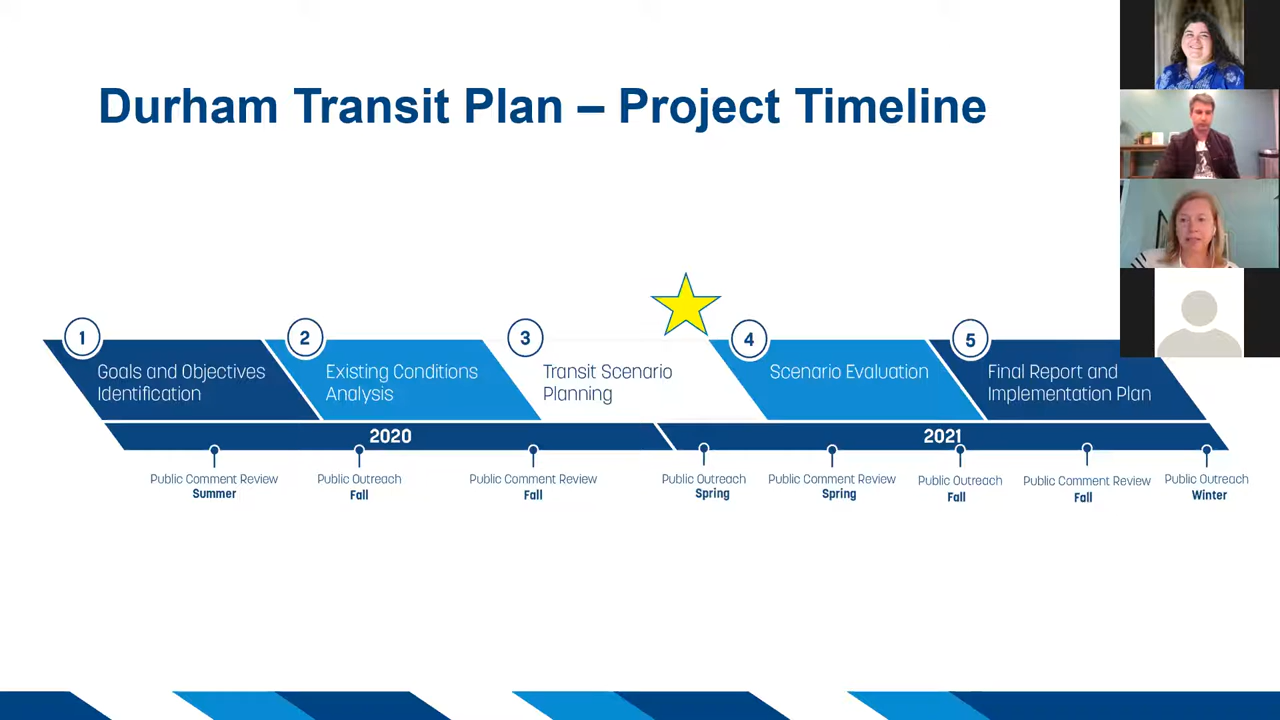 Durham Transit Plan – Project Timeline
1
2
3
4
5
Goals and Objectives
Identification
Existing Conditions
Analysis
Transit Scenario
Planning
Scenario Evaluation
Final Report and
Implementation Plan
2020
2021
Public Comment Review
Summer
Public Outreach
Fall
Public Comment Review
Fall
Public Outreach
Spring
Public Comment Review
Spring
Public Outreach
Fall
Public Comment Review
Fall
Public Outreach
Winter